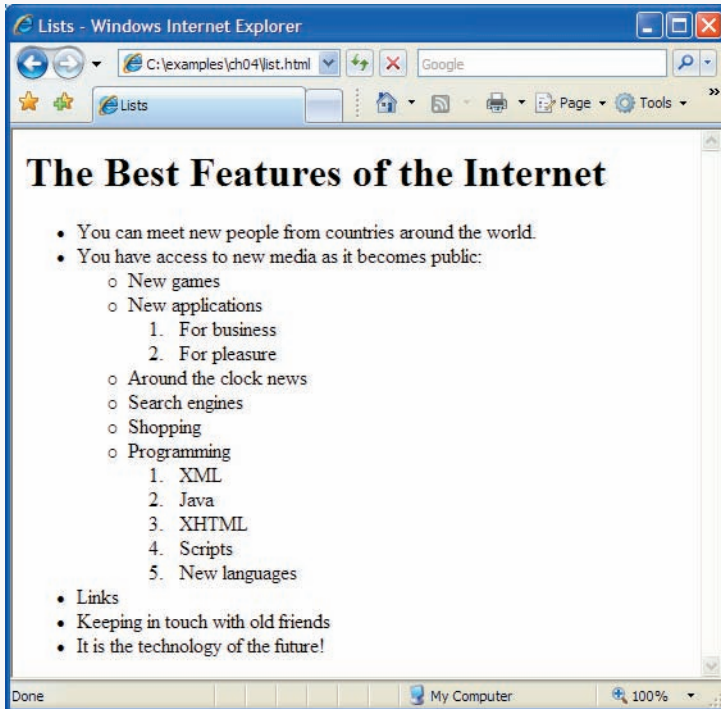 Lists - Windows Internet Explorer
C:\examples\ch04\list.html
Google
Lists
Page
Tools
»
The Best Features of the Internet
• You can meet new people from countries around the world.
• You have access to new media as it becomes public:
○ New games
○ New applications
1. For business
2. For pleasure
○ Around the clock news
○ Search engines
○ Shopping
○ Programming
1. XML
2. Java
3. XHTML
4. Scripts
5. New languages
• Links
• Keeping in touch with old friends
• It is the technology of the future!
Done
My Computer
100%